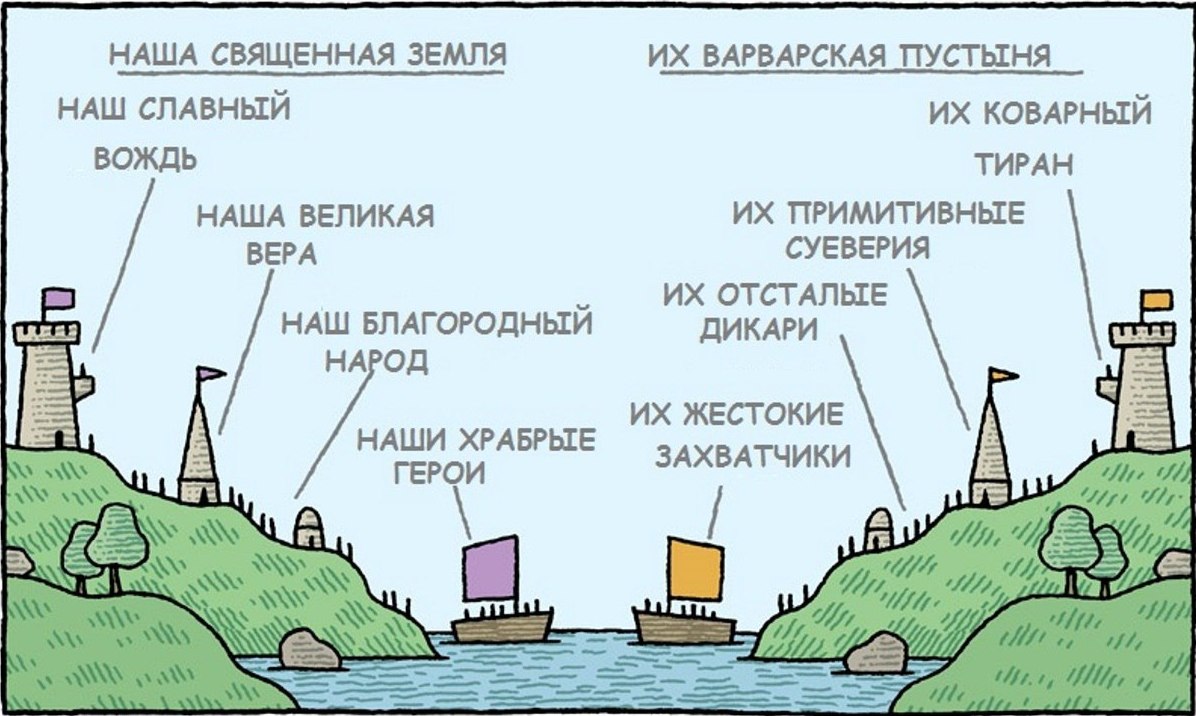 НАША СВЯЩЕННАЯ ЗЕМЛЯ
НАШ СЛАВНЫЙ
ВОЖДЬ
НАША ВЕЛИКАЯ
ВЕРА
НАШ БЛАГОРОДНЫЙ
НАРОД
НАШИ ХРАБРЫЕ
ГЕРОИ
ИХ ВАРВАРСКАЯ ПУСТЫНЯ
ИХ КОВАРНЫЙ
ТИРАН
ИХ ПРИМИТИВНЫЕ
СУЕВЕРИЯ
ИХ ОТСТАЛЫЕ
ДИКАРИ
ИХ ЖЕСТОКИЕ
ЗАХВАТЧИКИ